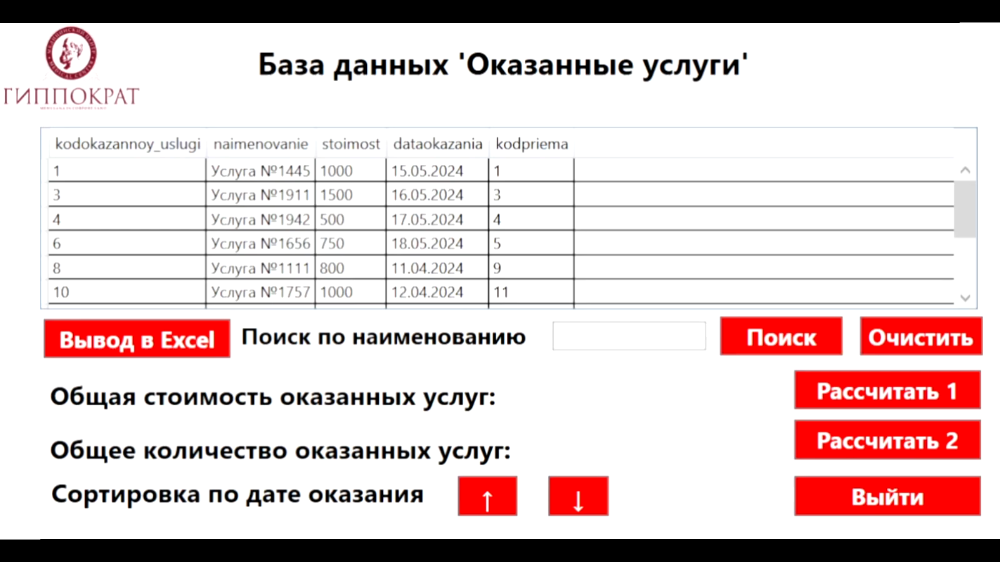 МЕДИЦИНСКИЙ ЦЕНТР
MEDICAL CENTER
ГИППОКРАТ
База данных 'Оказанные услуги'
kodokazannoy_uslugi naimenovanie stoimost dataokazania kodpriema
1 Услуга №1445 1000 15.05.2024 1
3 Услуга №1911 1500 16.05.2024 3
4 Услуга №1942 500 17.05.2024 4
6 Услуга №1656 750 18.05.2024 5
8 Услуга №1111 800 11.04.2024 9
10 Услуга №1757 1000 12.04.2024 11
Вывод в Excel Поиск по наименованию Поиск Очистить
Общая стоимость оказанных услуг: Рассчитать 1
Общее количество оказанных услуг: Рассчитать 2
Сортировка по дате оказания ↑ ↓ Выйти